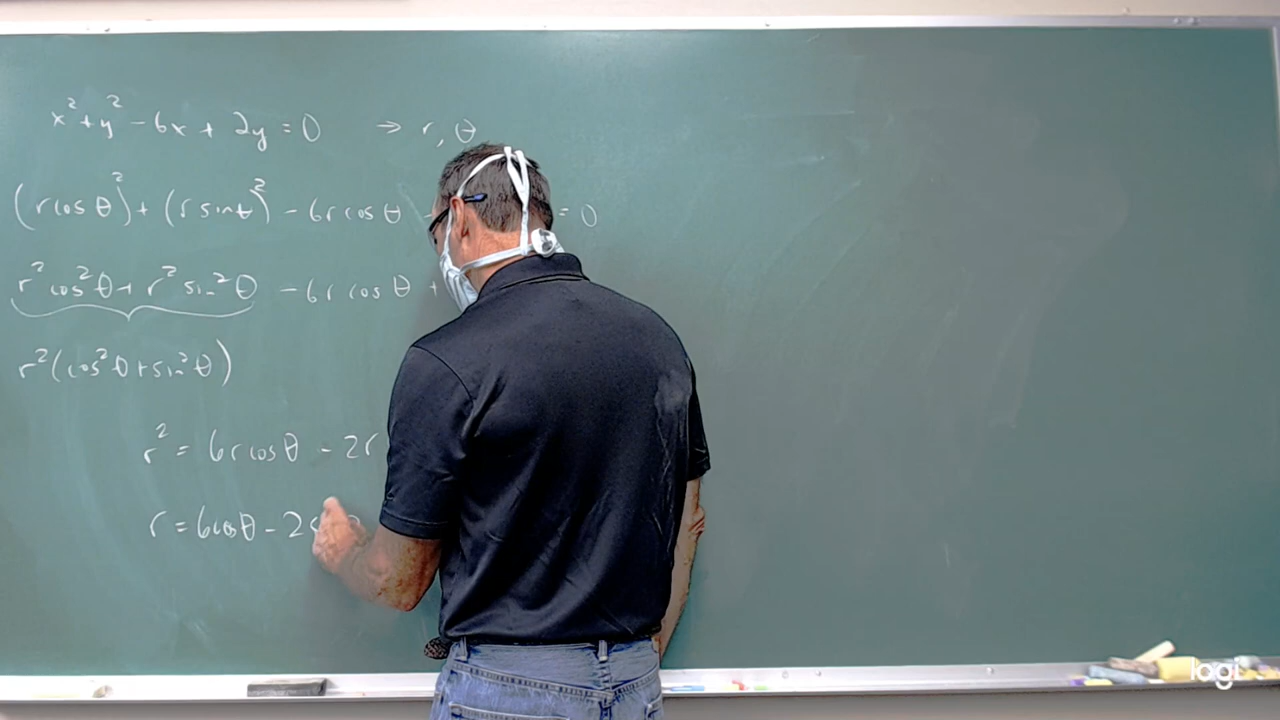 x² + y² - 6x + 2y = 0 → r, θ
(r cos θ)² + (r sin θ)² - 6r cos θ = 0
r² cos² θ + r² sin² θ - 6r cos θ +
r² (cos² θ + sin² θ)
r² = 6r cos θ - 2r
r = 6 cos θ - 2
logi